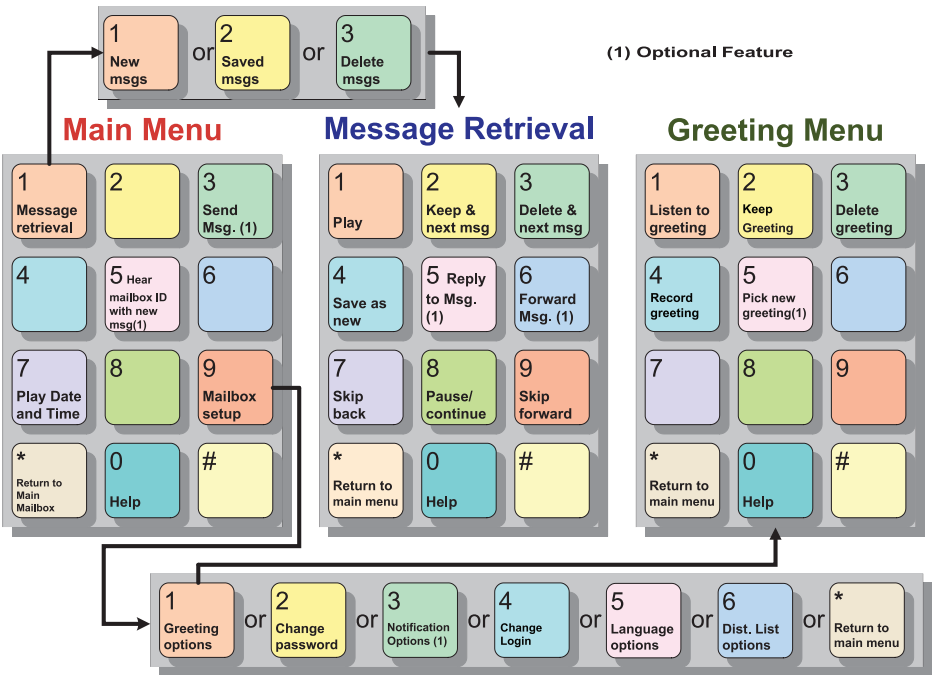 1
New
msgs
or
2
Saved
msgs
or
3
Delete
msgs
(1) Optional Feature
Main Menu
1
Message
retrieval
2
3
Send
Msg. (1)
4
5 Hear
mailbox ID
with new
msg(1)
6
7
Play Date
and Time
8
9
Mailbox
setup
*
Return to
Main
Mailbox
0
Help
#
Message Retrieval
1
Play
2
Keep &
next msg
3
Delete &
next msg
4
Save as
new
5 Reply
to Msg.
(1)
6
Forward
Msg. (1)
7
Skip
back
8
Pause/
continue
9
Skip
forward
*
Return to
main menu
0
Help
#
Greeting Menu
1
Listen to
greeting
2
Keep
Greeting
3
Delete
greeting
4
Record
greeting
5
Pick new
greeting(1)
6
7
8
9
*
Return to
main menu
0
Help
#
1
Greeting
options
or
2
Change
password
or
3
Notification
Options (1)
or
4
Change
Login
or
5
Language
options
or
6
Dist. List
options
or
*
Return to
main menu